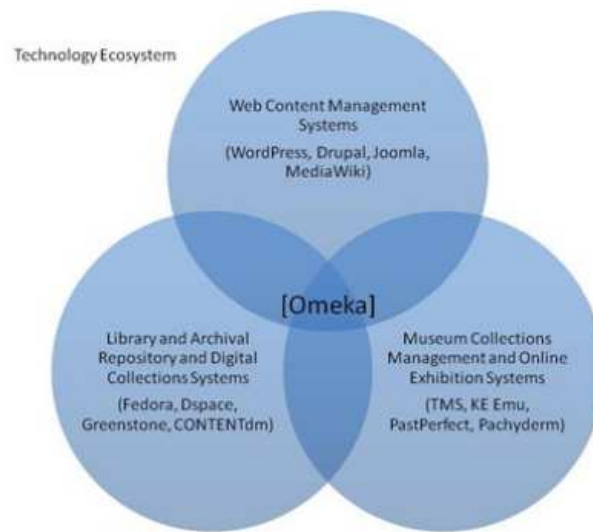 Technology Ecosystem
Web Content Management
Systems
(WordPress, Drupal, Joomla,
MediaWiki)
[Omeka]
Library and Archival
Repository and Digital
Collections Systems
(Fedora, Dspace,
Greenstone, CONTENTdm)
Museum Collections
Management and Online
Exhibition Systems
(TMS, KE Emu,
PastPerfect, Pachyderm)